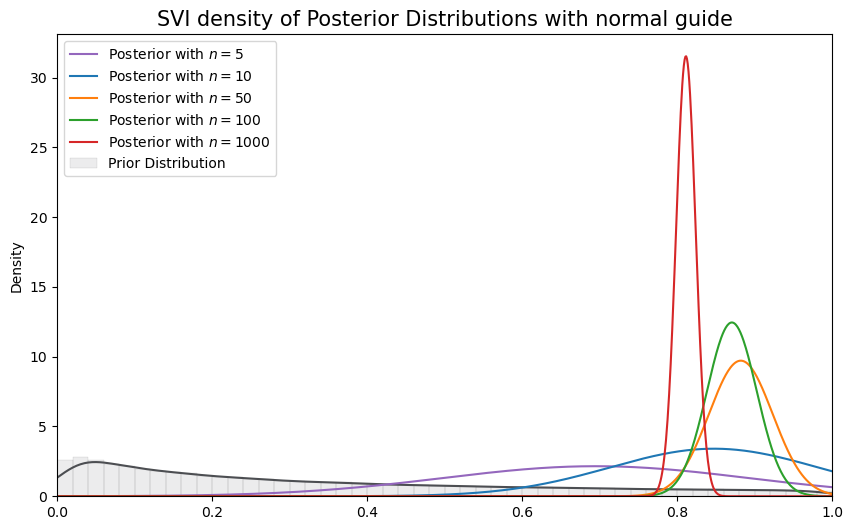 SVI density of Posterior Distributions with normal guide
Posterior with n = 5
Posterior with n = 10
Posterior with n = 50
Posterior with n = 100
Posterior with n = 1000
Prior Distribution
Density
30
25
20
15
10
5
0
0.0 0.2 0.4 0.6 0.8 1.0